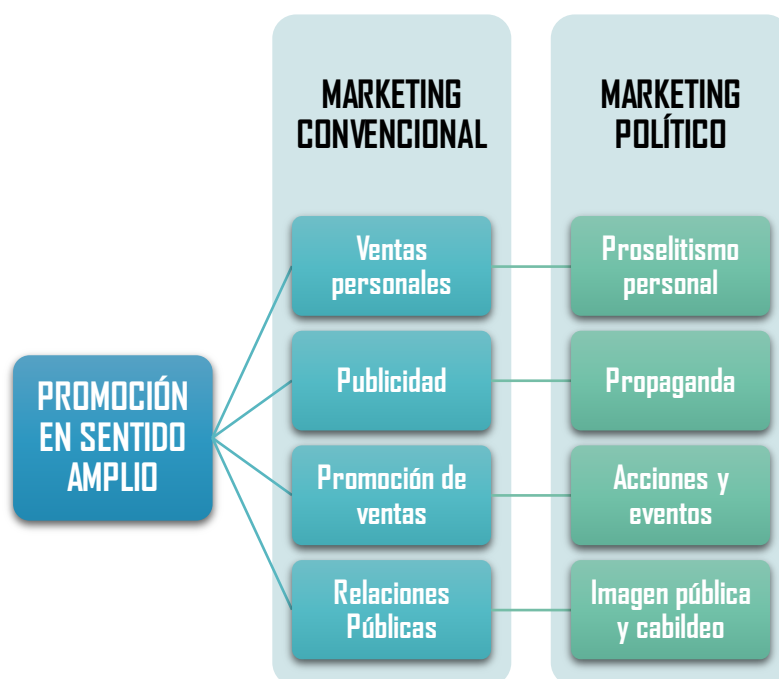 MARKETING
CONVENCIONAL
MARKETING
POLÍTICO
PROMOCIÓN
EN SENTIDO
AMPLIO
Ventas
personales
Proselitismo
personal
Publicidad
Propaganda
Promoción de
ventas
Acciones y
eventos
Relaciones
Públicas
Imagen pública
y cabildeo